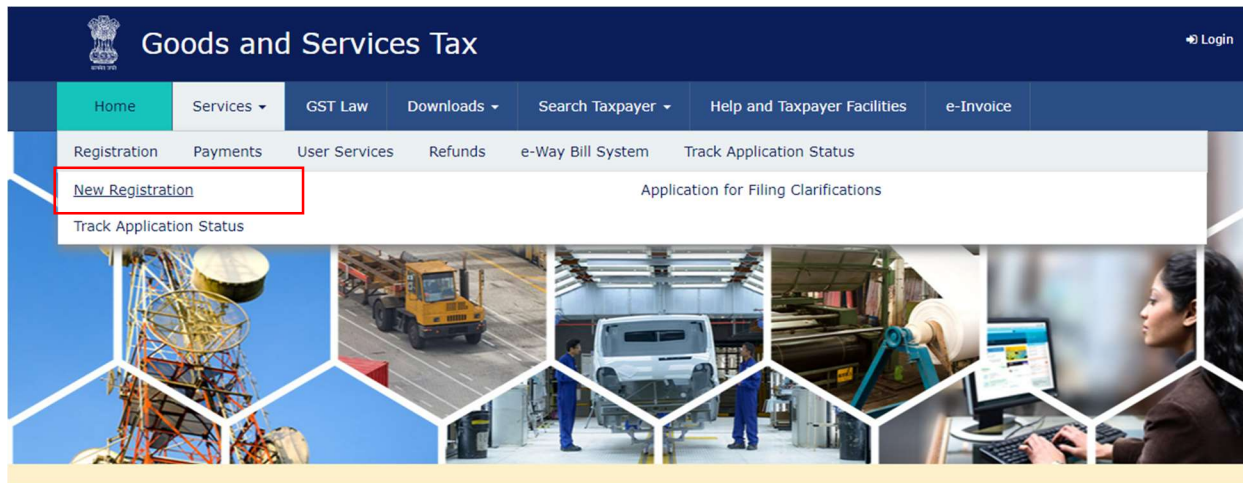 Goods and Services Tax
Login
Home Services GST Law Downloads Search Taxpayer Help and Taxpayer Facilities e-Invoice
Registration Payments User Services Refunds e-Way Bill System Track Application Status
New Registration Application for Filing Clarifications
Track Application Status